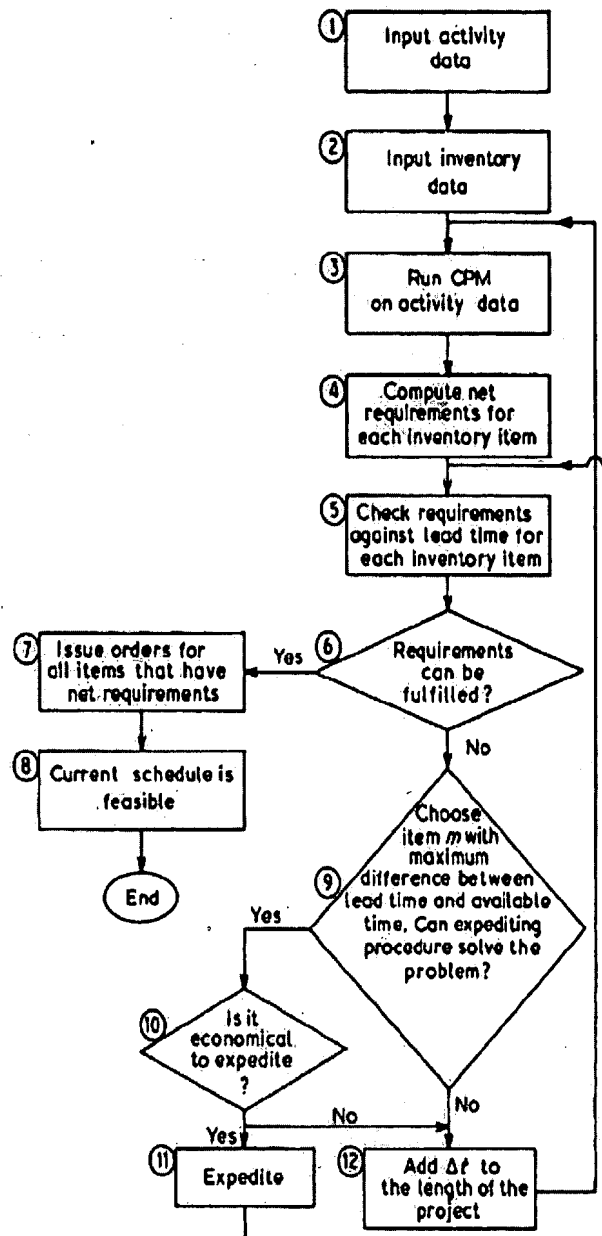 1
Input activity
data
2
Input inventory
data
3
Run CPM
on activity data
4
Compute net
requirements for
each inventory item
5
Check requirements
against lead time for
each inventory item
6
Requirements
can be
fulfilled?
Yes
7
Issue orders for
all items that have
net requirements
8
Current schedule is
feasible
End
No
9
Choose
item m with
maximum
difference between
lead time and available
time. Can expediting
procedure solve the
problem?
Yes
10
Is it
economical
to expedite
?
No
No
Yes
11
Expedite
12
Add Δt to
the length of the
project